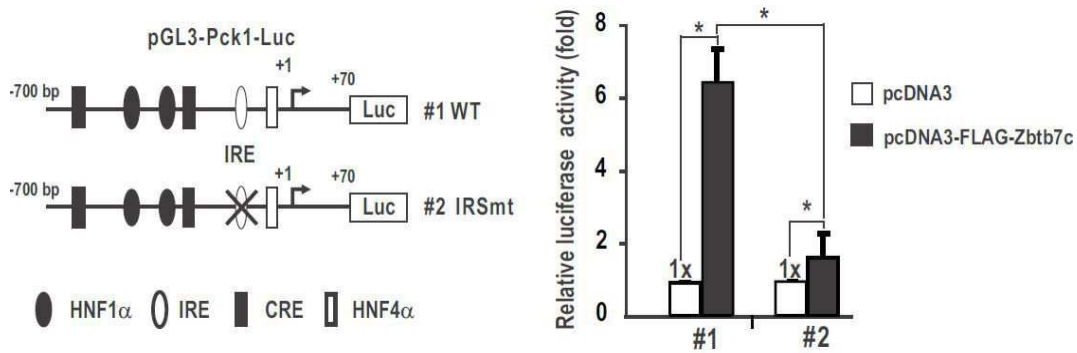 pGL3-Pck1-Luc
+1
+70
-700 bp
Luc
#1 WT
IRE
+1
+70
-700 bp
Luc
#2 IRSmt
HNF1α
IRE
CRE
HNF4α
Relative luciferase activity (fold)
8
6
4
2
0
*
*
*
1x
1x
#1
#2
pcDNA3
pcDNA3-FLAG-Zbtb7c